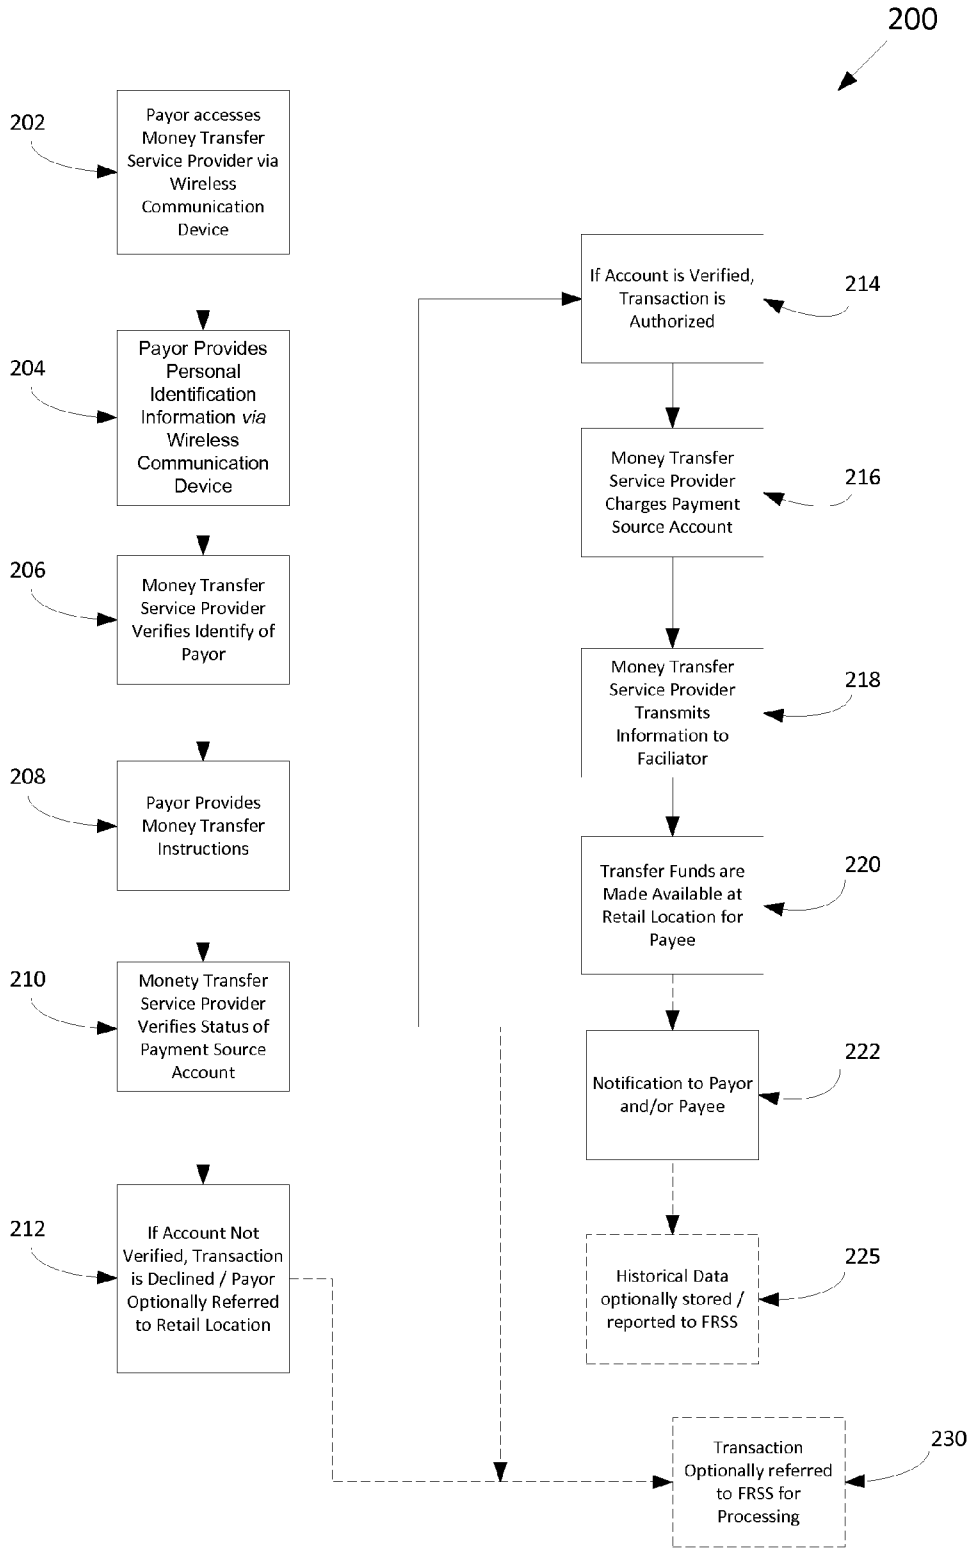 200
202
Payor accesses
Money Transfer
Service Provider via
Wireless
Communication
Device
204
Payor Provides
Personal
Identification
Information via
Wireless
Communication
Device
206
Money Transfer
Service Provider
Verifies Identify of
Payor
208
Payor Provides
Money Transfer
Instructions
210
Monety Transfer
Service Provider
Verifies Status of
Payment Source
Account
212
If Account Not
Verified, Transaction
is Declined / Payor
Optionally Referred
to Retail Location
214
If Account is Verified,
Transaction is
Authorized
216
Money Transfer
Service Provider
Charges Payment
Source Account
218
Money Transfer
Service Provider
Transmits
Information to
Faciliator
220
Transfer Funds are
Made Available at
Retail Location for
Payee
222
Notification to Payor
and/or Payee
225
Historical Data
optionally stored /
reported to FRSS
230
Transaction
Optionally referred
to FRSS for
Processing